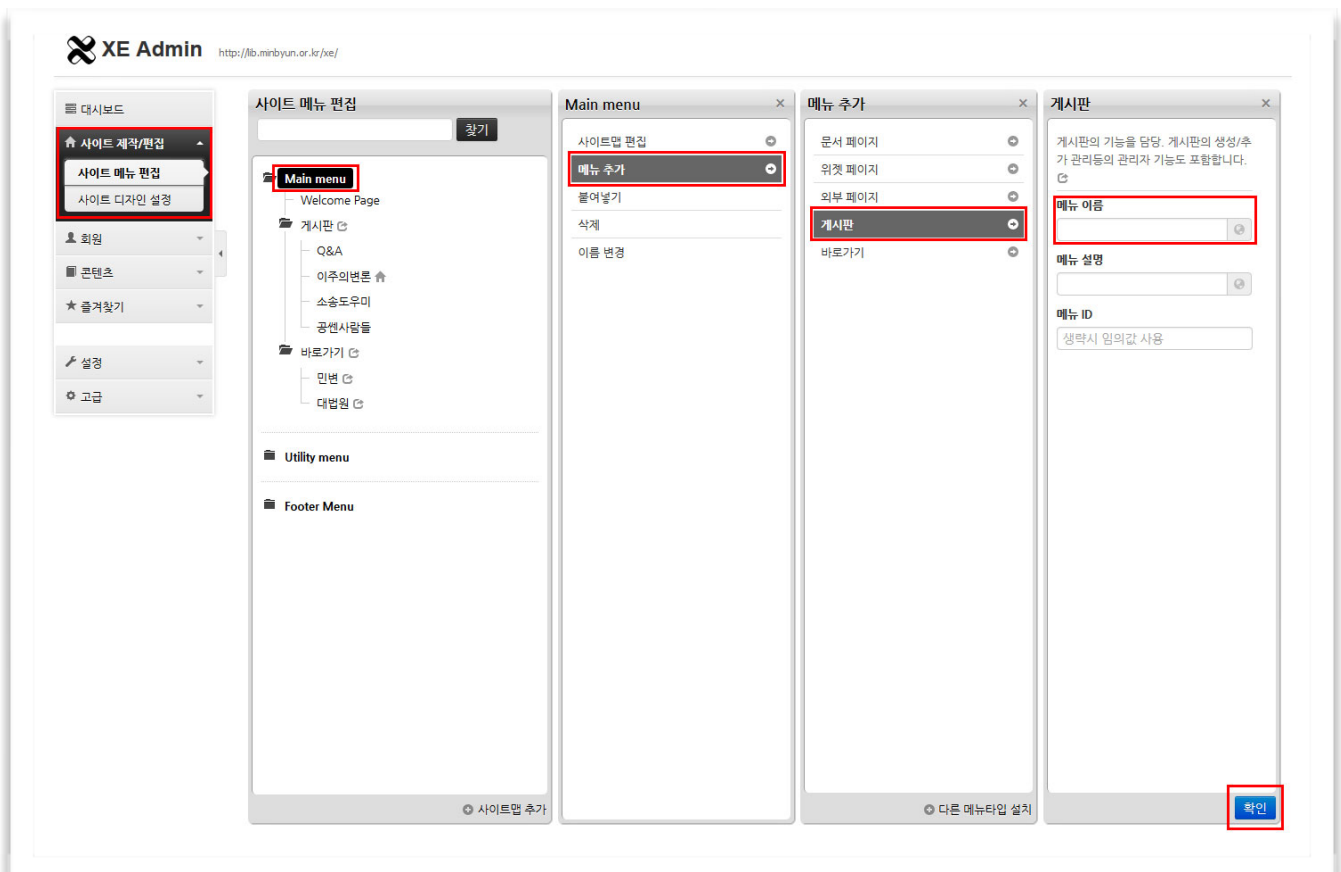 XE Admin http://lib.minbyun.or.kr/xe/
대시보드
사이트 제작/편집
사이트 메뉴 편집
사이트 디자인 설정
회원
콘텐츠
즐겨찾기
설정
고급
사이트 메뉴 편집
찾기
Main menu
Welcome Page
게시판
Q&A
이주의변론
소송도우미
공쎈사람들
바로가기
민변
대법원
Utility menu
Footer Menu
사이트맵 추가
Main menu ×
사이트맵 편집
메뉴 추가
붙여넣기
삭제
이름 변경
메뉴 추가 ×
문서 페이지
위젯 페이지
외부 페이지
게시판
바로가기
다른 메뉴타입 설치
게시판 ×
게시판의 기능을 담당. 게시판의 생성/추
가 관리등의 관리자 기능도 포함합니다.
메뉴 이름
메뉴 설명
메뉴 ID
생략시 임의값 사용
확인